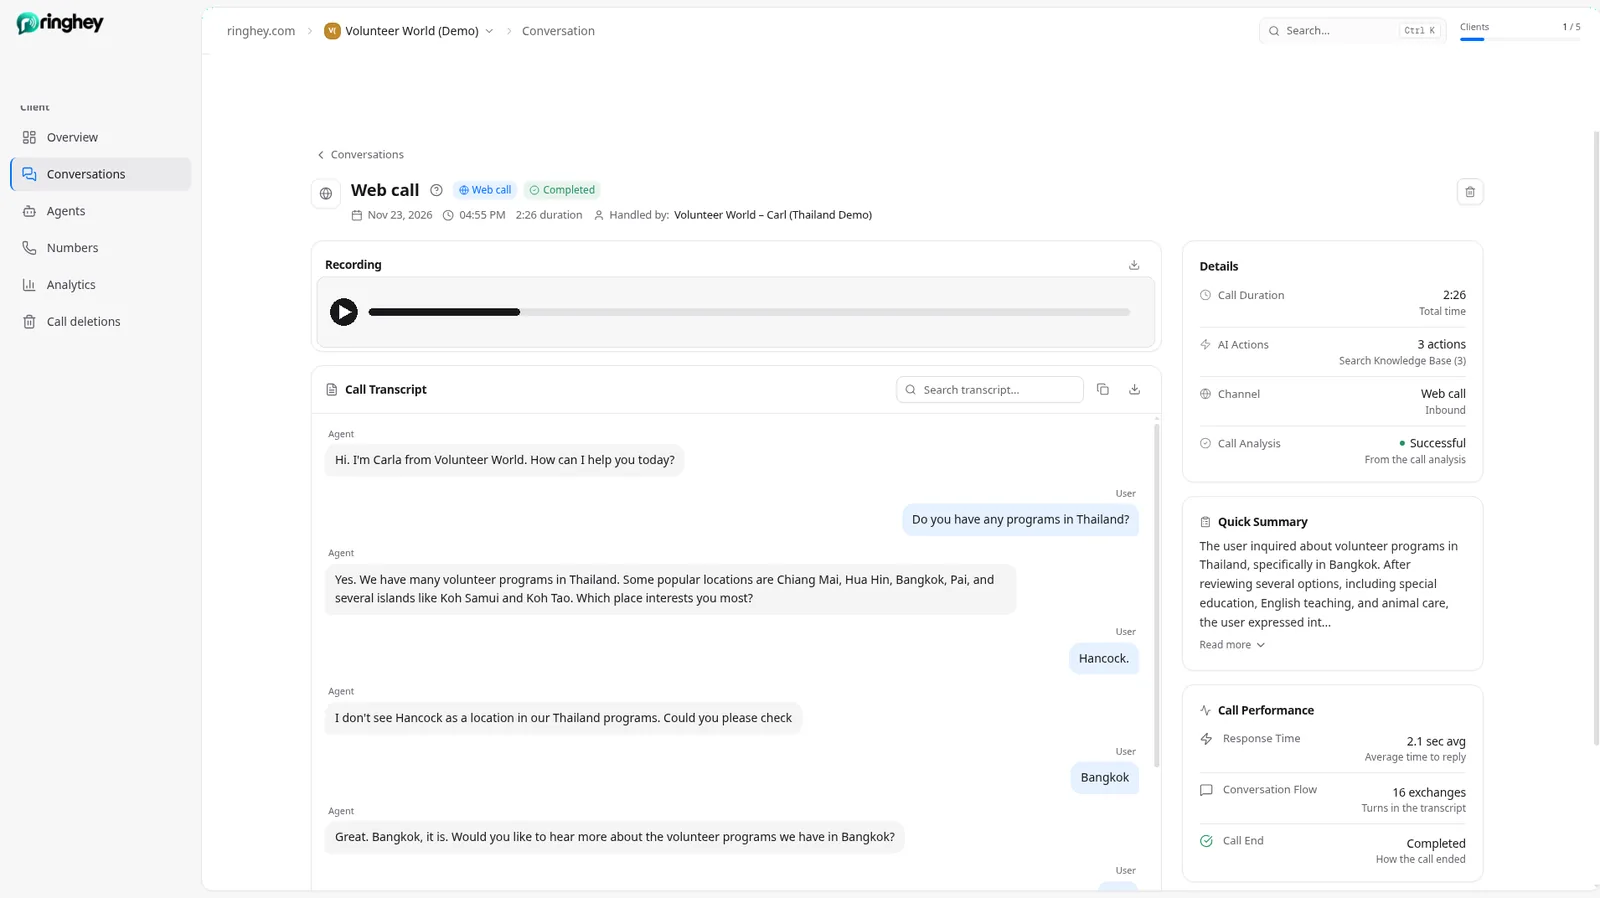 ringhey
ringhey.com
V(
Volunteer World (Demo)
Conversation
Search...
Ctrl K
Clients
1 / 5
Client
Overview
Conversations
Agents
Numbers
Analytics
Call deletions
Conversations
Web call
Web call
Completed
Nov 23, 2026
04:55 PM
2:26 duration
Handled by: Volunteer World – Carl (Thailand Demo)
Recording
Call Transcript
Search transcript...
Agent
Hi. I'm Carla from Volunteer World. How can I help you today?
User
Do you have any programs in Thailand?
Agent
Yes. We have many volunteer programs in Thailand. Some popular locations are Chiang Mai, Hua Hin, Bangkok, Pai, and
several islands like Koh Samui and Koh Tao. Which place interests you most?
User
Hancock.
Agent
I don't see Hancock as a location in our Thailand programs. Could you please check
User
Bangkok
Agent
Great. Bangkok, it is. Would you like to hear more about the volunteer programs we have in Bangkok?
User
Details
Call Duration
2:26
Total time
AI Actions
3 actions
Search Knowledge Base (3)
Channel
Web call
Inbound
Call Analysis
Successful
From the call analysis
Quick Summary
The user inquired about volunteer programs in
Thailand, specifically in Bangkok. After
reviewing several options, including special
education, English teaching, and animal care,
the user expressed int...
Read more
Call Performance
Response Time
2.1 sec avg
Average time to reply
Conversation Flow
16 exchanges
Turns in the transcript
Call End
Completed
How the call ended